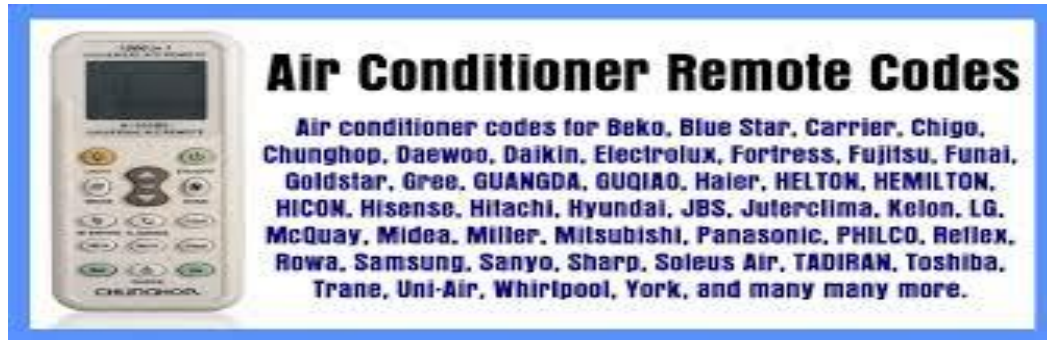 Air Conditioner Remote Codes
Air conditioner codes for Beko, Blue Star, Carrier, Chigo,
Chunghop, Daewoo, Daikin, Electrolux, Fortress, Fujitsu, Funai,
Goldstar, Gree, GUANGDA, GUQIAO, Haier, HELTON, HEMILTON,
HICON, Hisense, Hitachi, Hyundai, JBS, Juterclima, Kelon, LG,
McQuay, Midea, Miller, Mitsubishi, Panasonic, PHILCO, Reflex,
Rowa, Samsung, Sanyo, Sharp, Soleus Air, TADIRAN, Toshiba,
Trane, Uni-Air, Whirlpool, York, and many many more.
CHUNGHOP